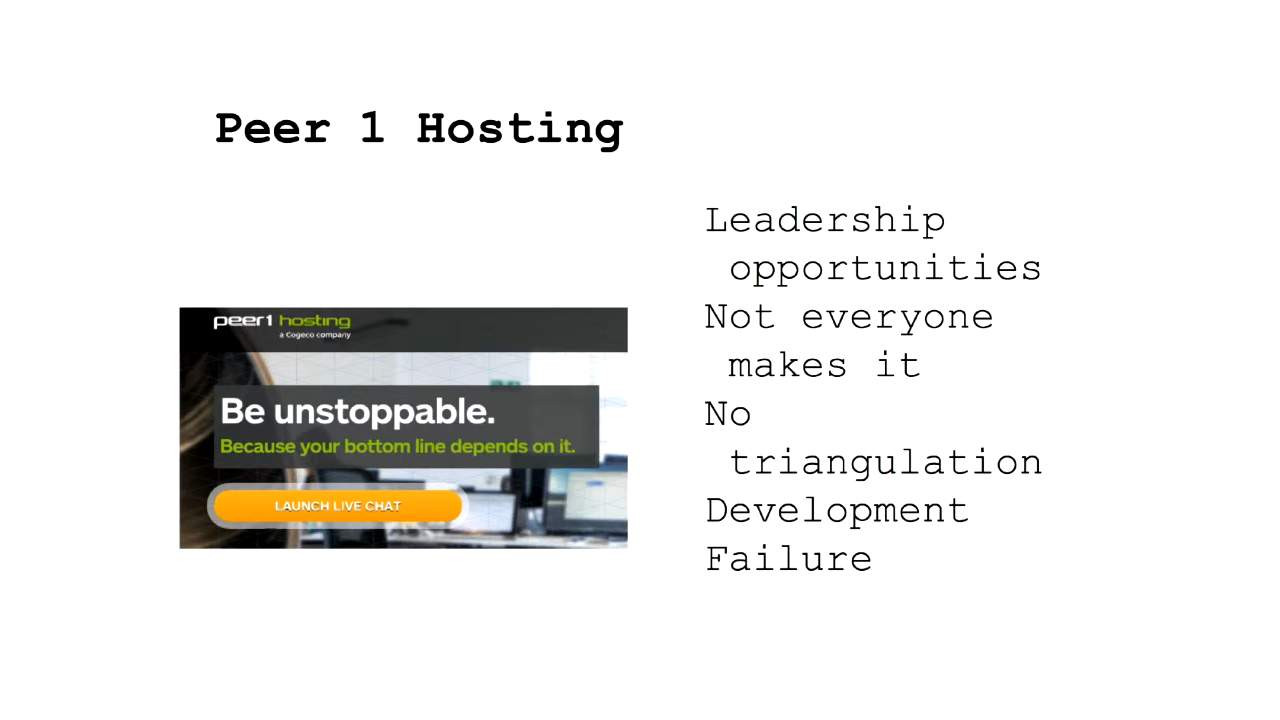 Peer 1 Hosting
peer1 hosting
a Cogeco company
Be unstoppable.
Because your bottom line depends on it.
LAUNCH LIVE CHAT
Leadership
opportunities
Not everyone
makes it
No
triangulation
Development
Failure